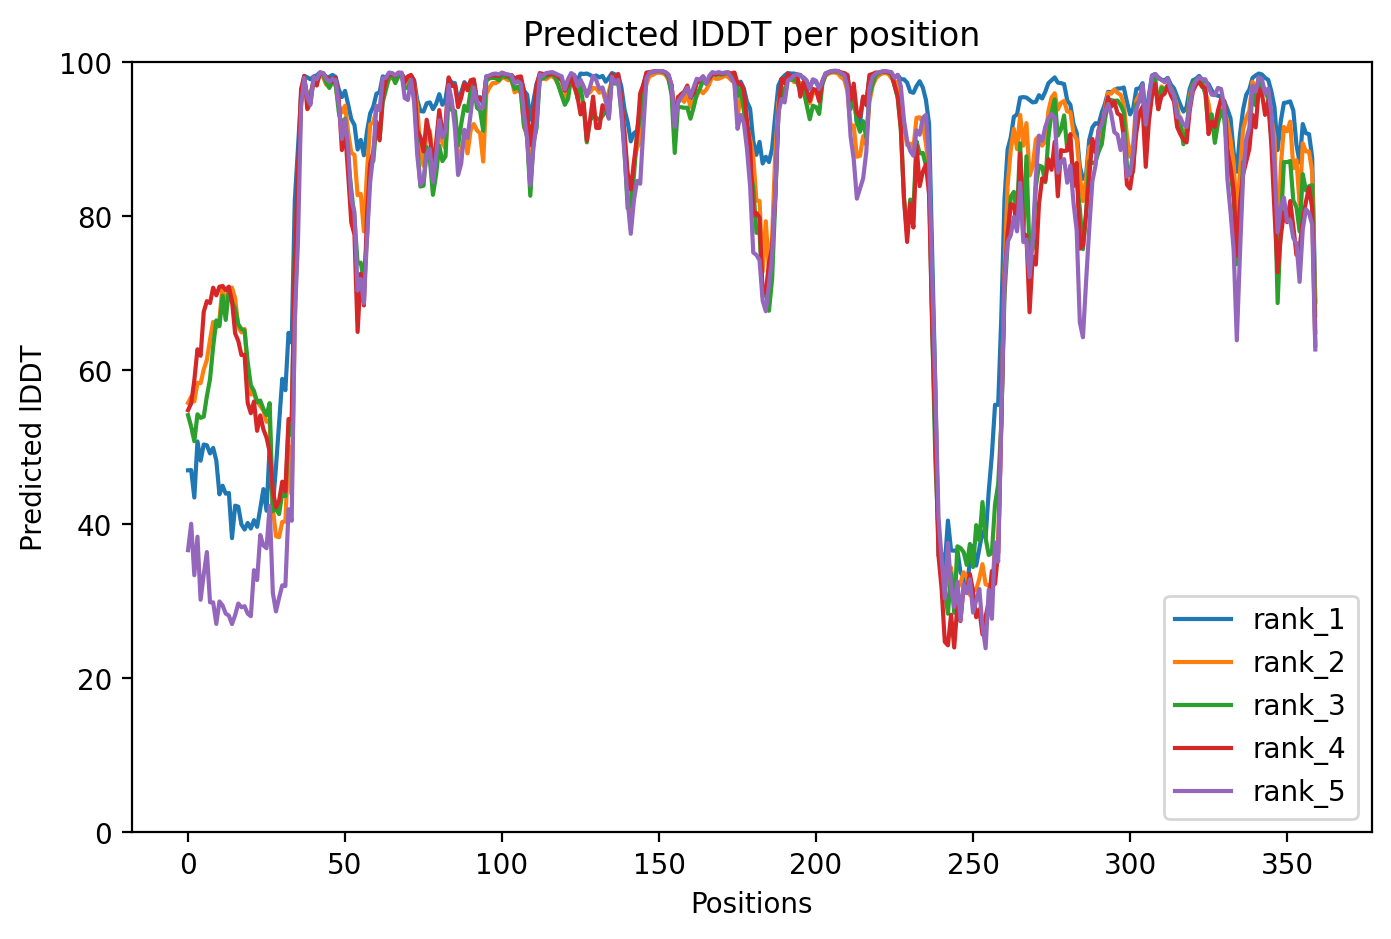 Predicted lDDT per position
Predicted lDDT
100
80
60
40
20
0
0 50 100 150 200 250 300 350
Positions
rank_1
rank_2
rank_3
rank_4
rank_5